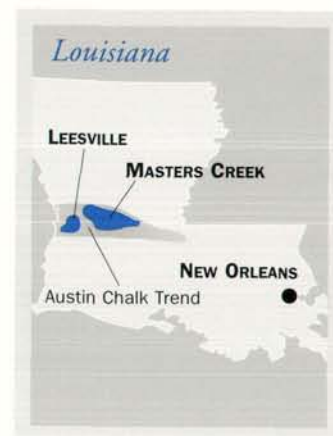 Louisiana
LEESVILLE
MASTERS CREEK
NEW ORLEANS
Austin Chalk Trend